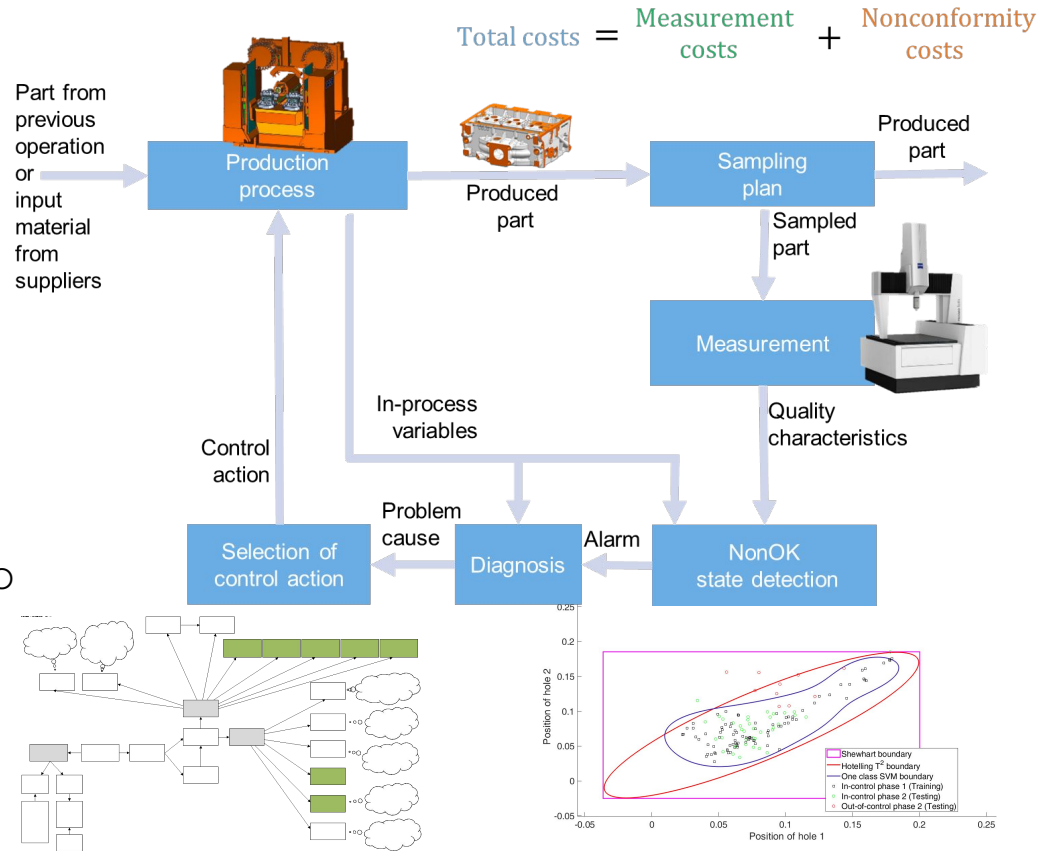 Total costs = Measurement costs + Nonconformity costs
Part from
previous
operation
or
input
material
from
suppliers
Production
process
Produced
part
Sampling
plan
Produced
part
Sampled
part
Measurement
In-process
variables
Quality
characteristics
Control
action
Problem
cause
Alarm
Selection of
control action
Diagnosis
NonOK
state detection
O
0.25
0.2
0.15
0.1
0.05
0
-0.05
Position of hole 2
Shewhart boundary
Hotelling T² boundary
One class SVM boundary
In-control phase 1 (Training)
In-control phase 2 (Testing)
Out-of-control phase 2 (Testing)
-0.05
0
0.05
0.1
0.15
0.2
0.25
Position of hole 1